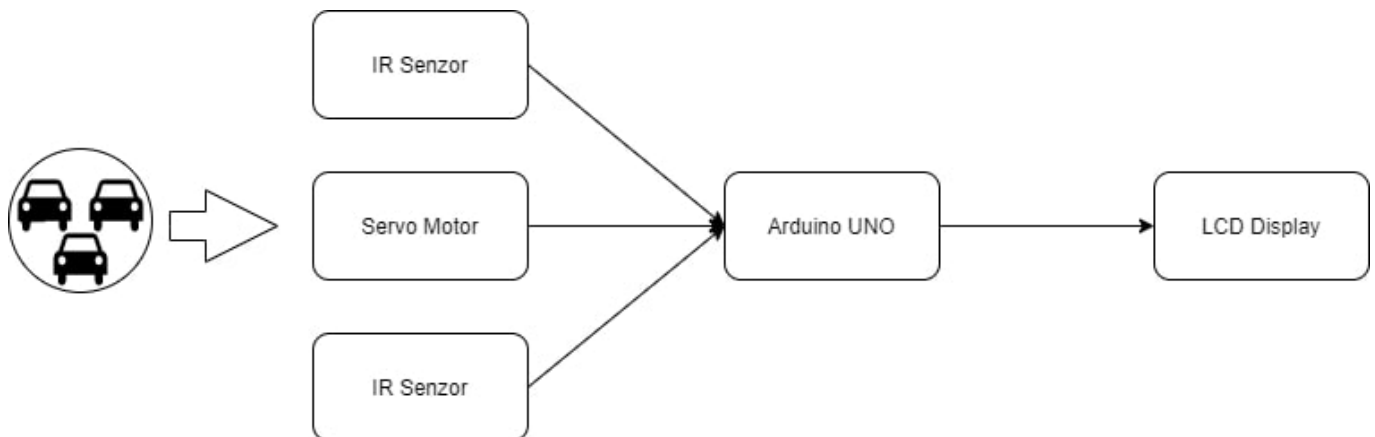 IR Senzor
Servo Motor
Arduino UNO
LCD Display
IR Senzor